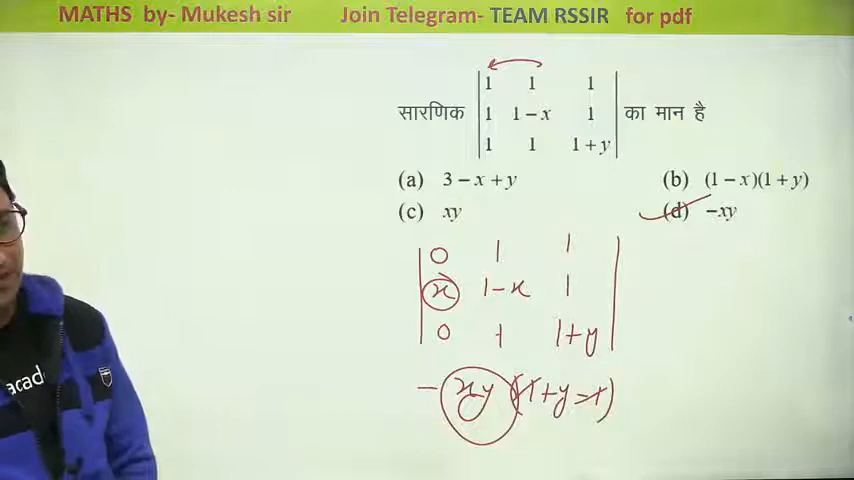 MATHS by- Mukesh sir Join Telegram- TEAM RSSIR for pdf
सारणिक | 1 1 1 | का मान है
| 1 1 − x 1 |
| 1 1 1 + y |
(a) 3 − x + y (b) (1 − x)(1 + y)
(c) xy (d) −xy
| 0 1 1 |
| x 1 − x 1 |
| 0 1 1 + y |
− xy (1 + y − 1)
acad